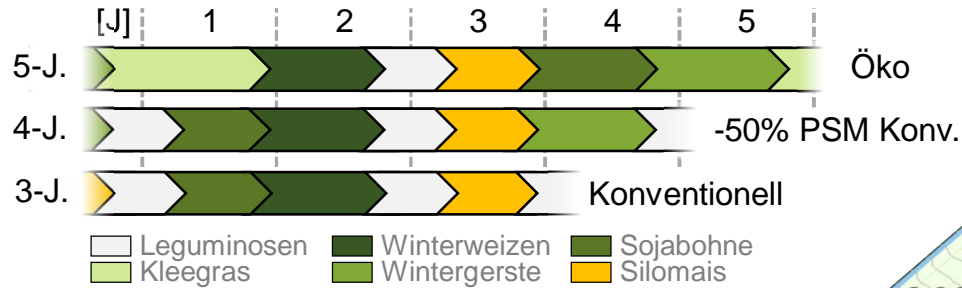 [J] 1 2 3 4 5
5-J. Öko
4-J. -50% PSM Konv.
3-J. Konventionell
Leguminosen Winterweizen Sojabohne
Kleegras Wintergerste Silomais